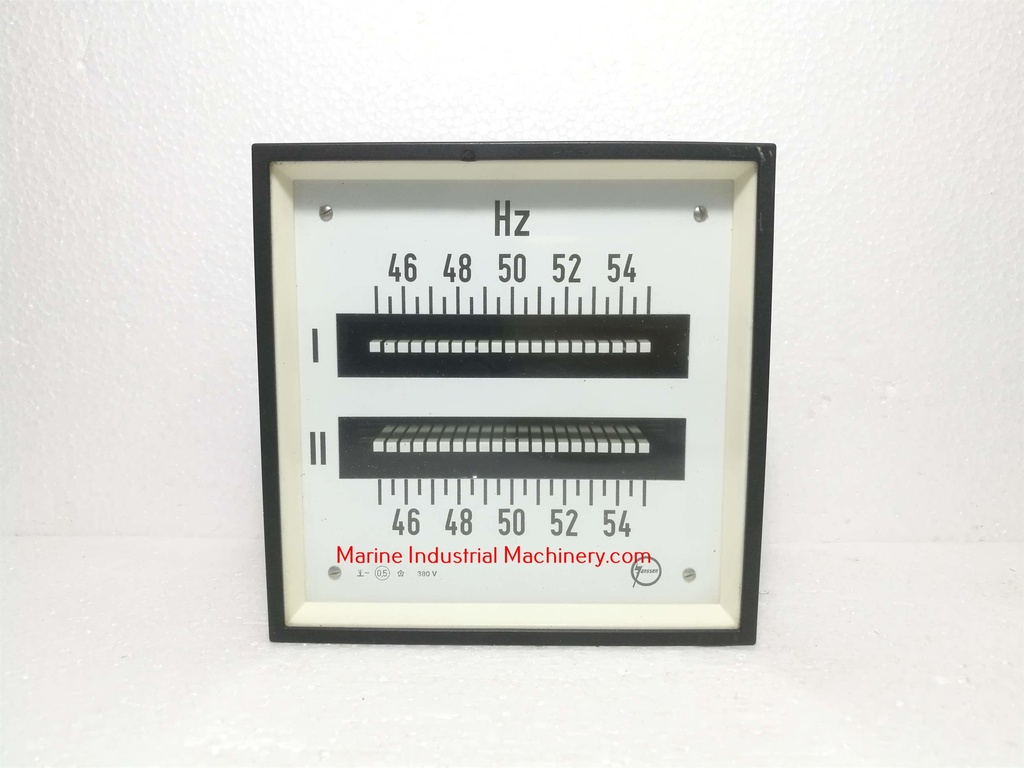 Hz
46 48 50 52 54
I
II
46 48 50 52 54
Marine Industrial Machinery.com
0,5 380 V
GOSSEN